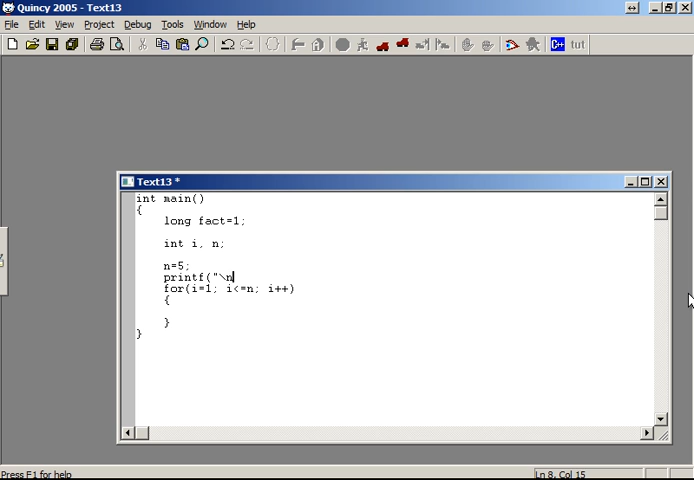 Quincy 2005 - Text13
File Edit View Project Debug Tools Window Help
C++ tut
Text13 *
int main()
{
long fact=1;
int i, n;
n=5;
printf("\n
for(i=1; i<=n; i++)
{
}
}
Press F1 for help
Ln 8, Col 15